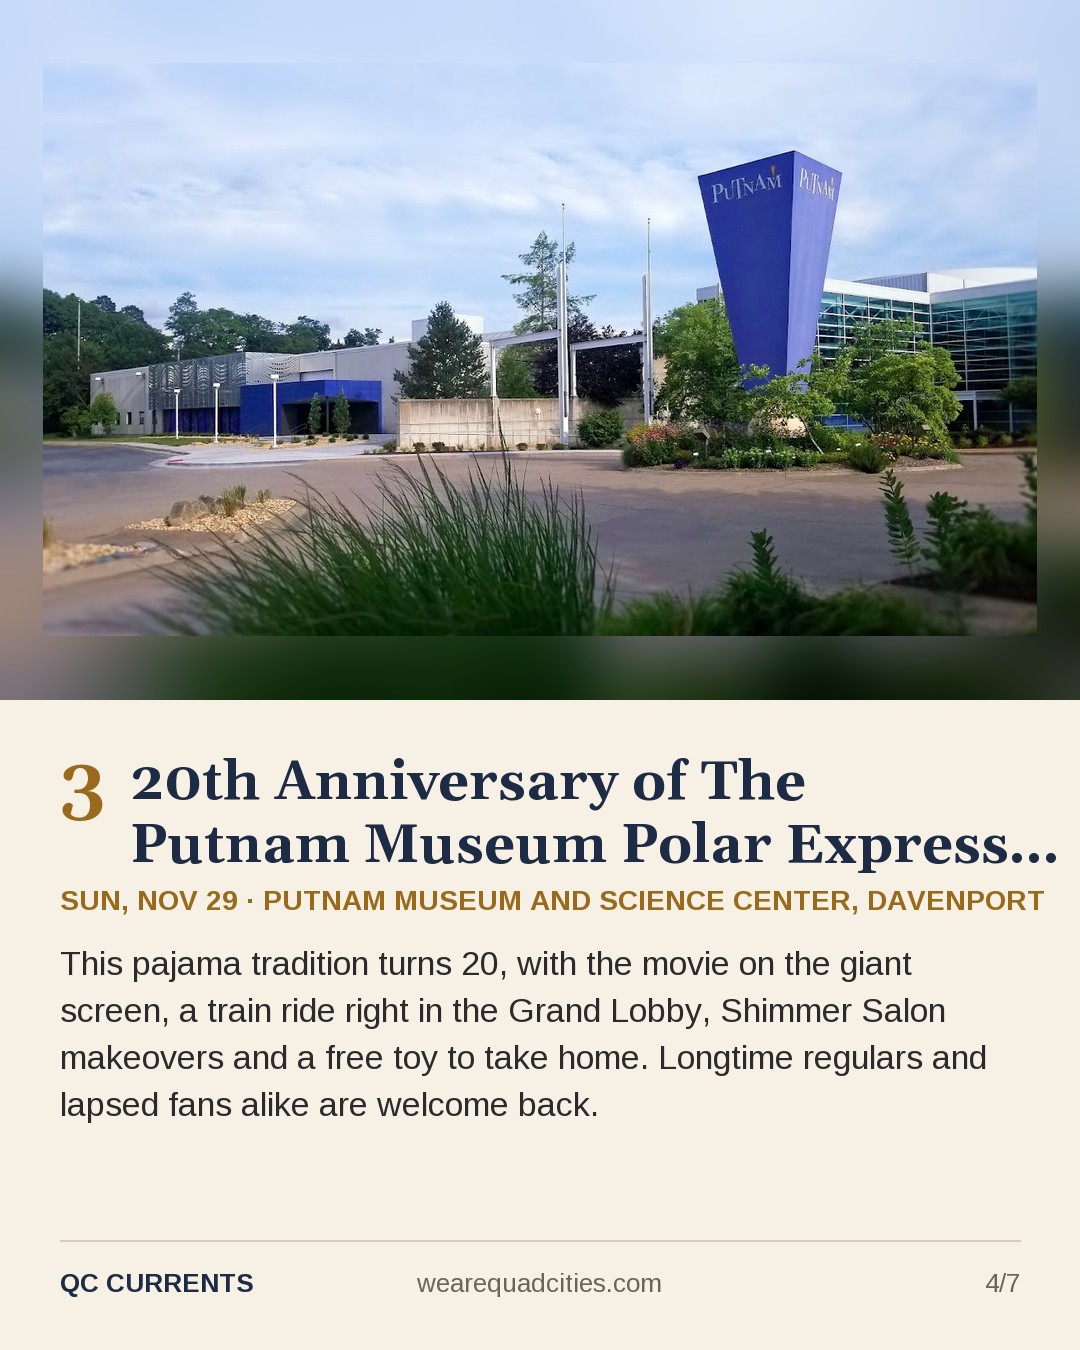 PUTNAM
PUTNAM
3 20th Anniversary of The
Putnam Museum Polar Express...
SUN, NOV 29 · PUTNAM MUSEUM AND SCIENCE CENTER, DAVENPORT
This pajama tradition turns 20, with the movie on the giant
screen, a train ride right in the Grand Lobby, Shimmer Salon
makeovers and a free toy to take home. Longtime regulars and
lapsed fans alike are welcome back.
QC CURRENTS wearequadcities.com 4/7